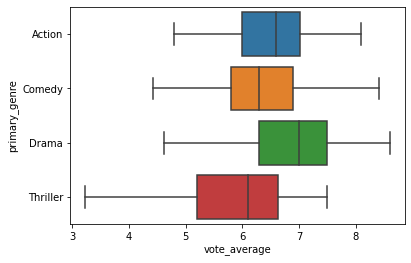 primary_genre
Action
Comedy
Drama
Thriller
3 4 5 6 7 8
vote_average